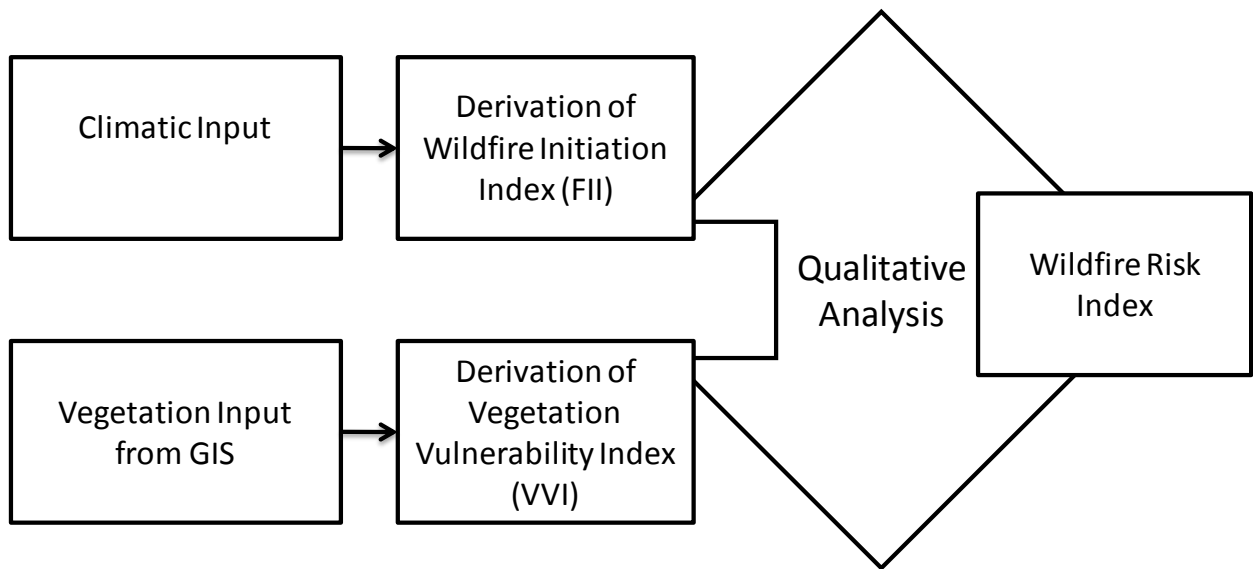 Climatic Input
Derivation of
Wildfire Initiation
Index (FII)
Qualitative
Analysis
Wildfire Risk
Index
Vegetation Input
from GIS
Derivation of
Vegetation
Vulnerability Index
(VVI)